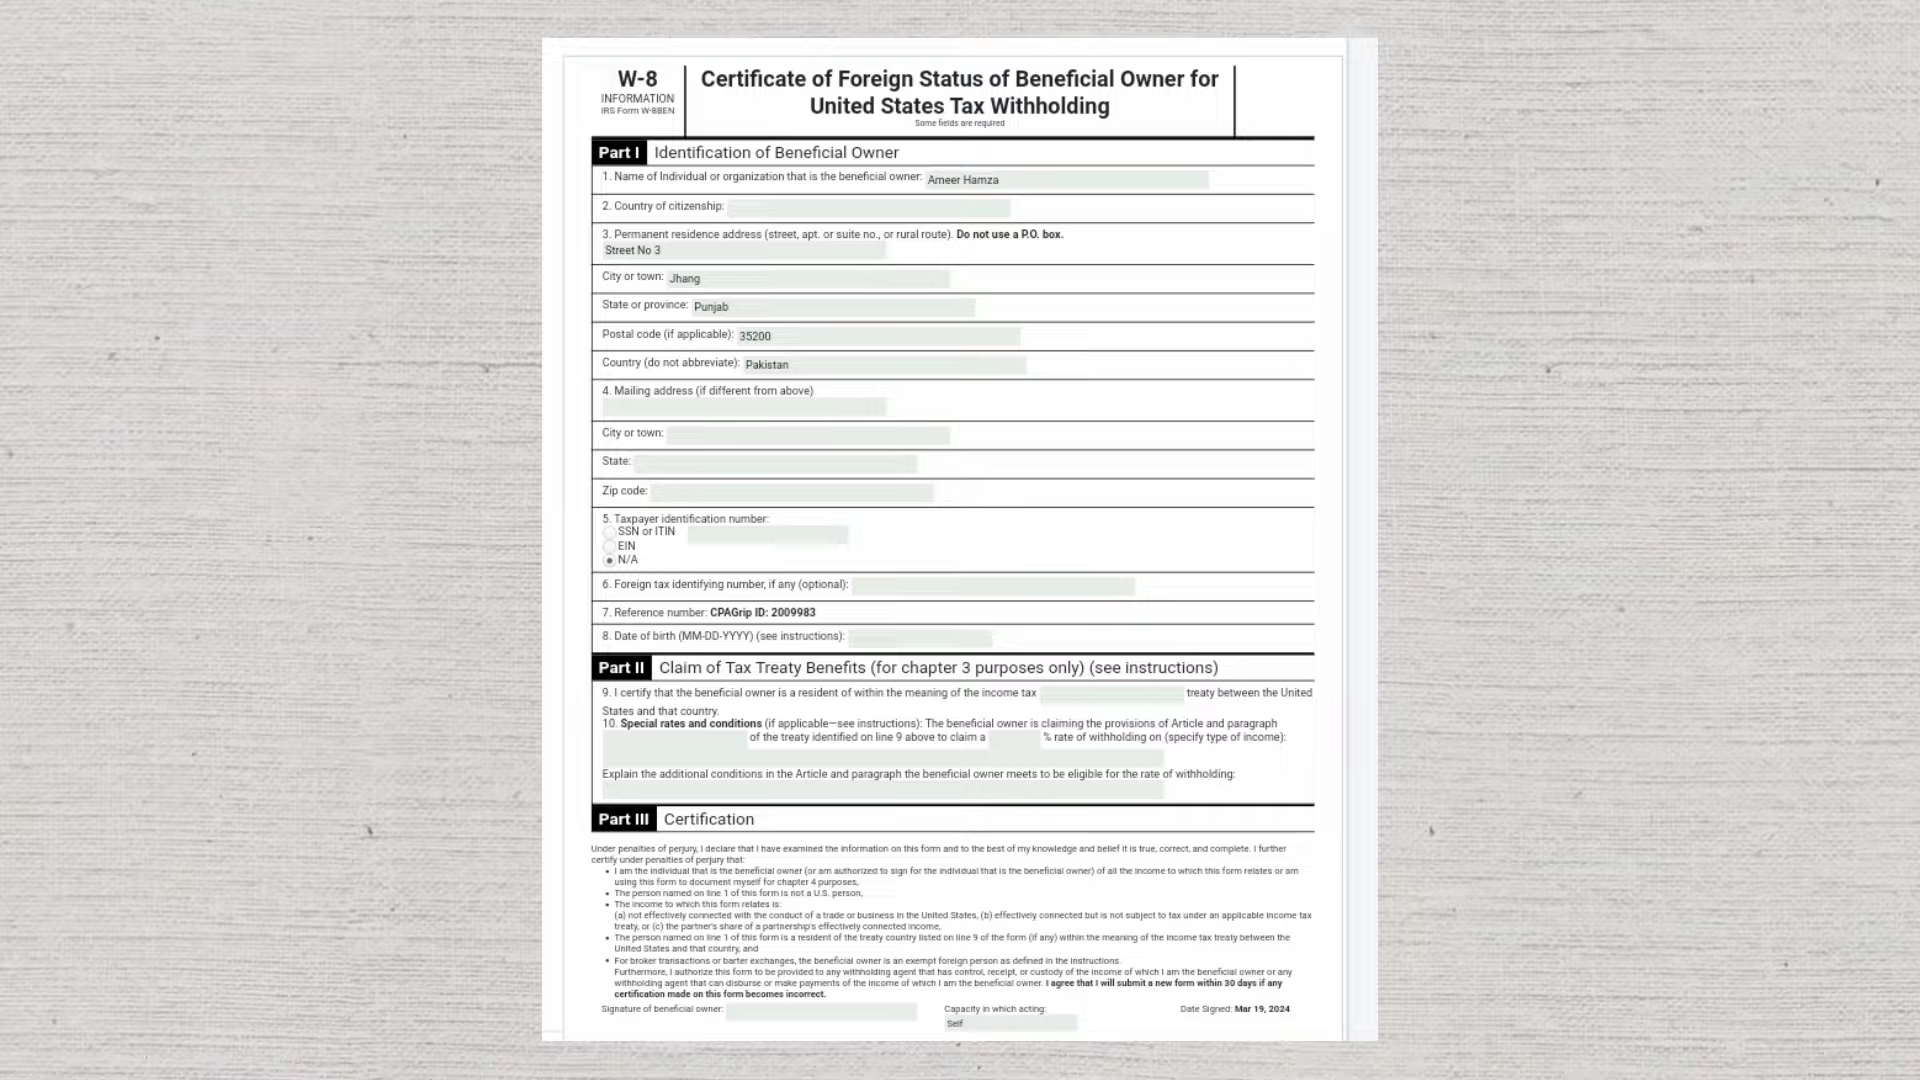 W-8
INFORMATION
IRS Form W-8BEN
Certificate of Foreign Status of Beneficial Owner for
United States Tax Withholding
Some fields are required
Part I Identification of Beneficial Owner
1. Name of Individual or organization that is the beneficial owner: Ameer Hamza
2. Country of citizenship:
3. Permanent residence address (street, apt. or suite no., or rural route). Do not use a P.O. box.
Street No 3
City or town: Jhang
State or province: Punjab
Postal code (if applicable): 35200
Country (do not abbreviate): Pakistan
4. Mailing address (if different from above)
City or town:
State:
Zip code:
5. Taxpayer identification number:
SSN or ITIN
EIN
N/A
6. Foreign tax identifying number, if any (optional):
7. Reference number: CPAGrip ID: 2009983
8. Date of birth (MM-DD-YYYY) (see instructions):
Part II Claim of Tax Treaty Benefits (for chapter 3 purposes only) (see instructions)
9. I certify that the beneficial owner is a resident of within the meaning of the income tax treaty between the United
States and that country.
10. Special rates and conditions (if applicable—see instructions): The beneficial owner is claiming the provisions of Article and paragraph
of the treaty identified on line 9 above to claim a % rate of withholding on (specify type of income):
Explain the additional conditions in the Article and paragraph the beneficial owner meets to be eligible for the rate of withholding:
Part III Certification
Under penalties of perjury, I declare that I have examined the information on this form and to the best of my knowledge and belief it is true, correct, and complete. I further
certify under penalties of perjury that:
• I am the individual that is the beneficial owner (or am authorized to sign for the individual that is the beneficial owner) of all the income to which this form relates or am
using this form to document myself for chapter 4 purposes,
• The person named on line 1 of this form is not a U.S. person,
• The income to which this form relates is:
(a) not effectively connected with the conduct of a trade or business in the United States, (b) effectively connected but is not subject to tax under an applicable income tax
treaty, or (c) the partner's share of a partnership's effectively connected income,
• The person named on line 1 of this form is a resident of the treaty country listed on line 9 of the form (if any) within the meaning of the income tax treaty between the
United States and that country, and
• For broker transactions or barter exchanges, the beneficial owner is an exempt foreign person as defined in the instructions.
Furthermore, I authorize this form to be provided to any withholding agent that has control, receipt, or custody of the income of which I am the beneficial owner or any
withholding agent that can disburse or make payments of the income of which I am the beneficial owner. I agree that I will submit a new form within 30 days if any
certification made on this form becomes incorrect.
Signature of beneficial owner: Capacity in which acting: Date Signed: Mar 19, 2024
Self